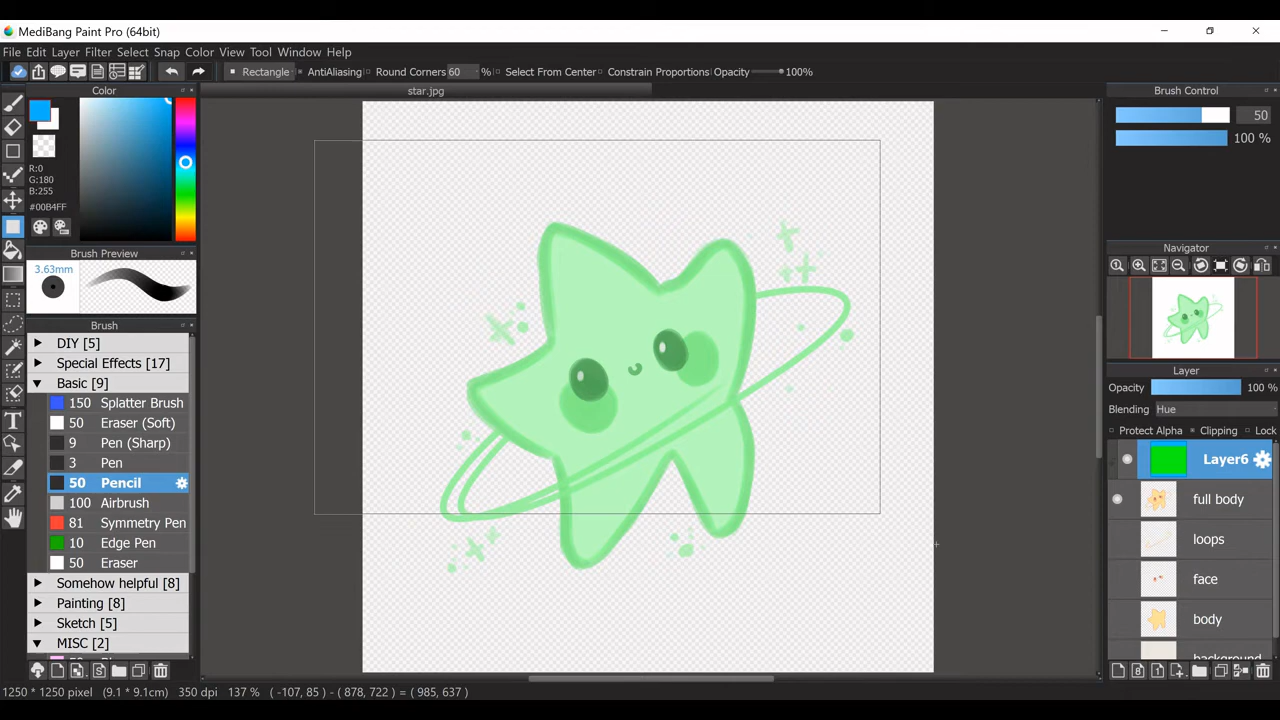 MediBang Paint Pro (64bit)
File Edit Layer Filter Select Snap Color View Tool Window Help
Rectangle AntiAliasing Round Corners 60 % Select From Center Constrain Proportions Opacity 100%
Color
star.jpg
Brush Control
50
100 %
R:0
G:180
B:255
#00B4FF
Brush Preview
3.63mm
Navigator
Brush
DIY [5]
Special Effects [17]
Basic [9]
150 Splatter Brush
50 Eraser (Soft)
9 Pen (Sharp)
3 Pen
50 Pencil
100 Airbrush
81 Symmetry Pen
10 Edge Pen
50 Eraser
Somehow helpful [8]
Painting [8]
Sketch [5]
MISC [2]
Layer
Opacity 100 %
Blending Hue
Protect Alpha Clipping Lock
Layer6
full body
loops
face
body
background
1250 * 1250 pixel (9.1 * 9.1cm) 350 dpi 137 % ( -107, 85 ) - ( 878, 722 ) = ( 985, 637 )